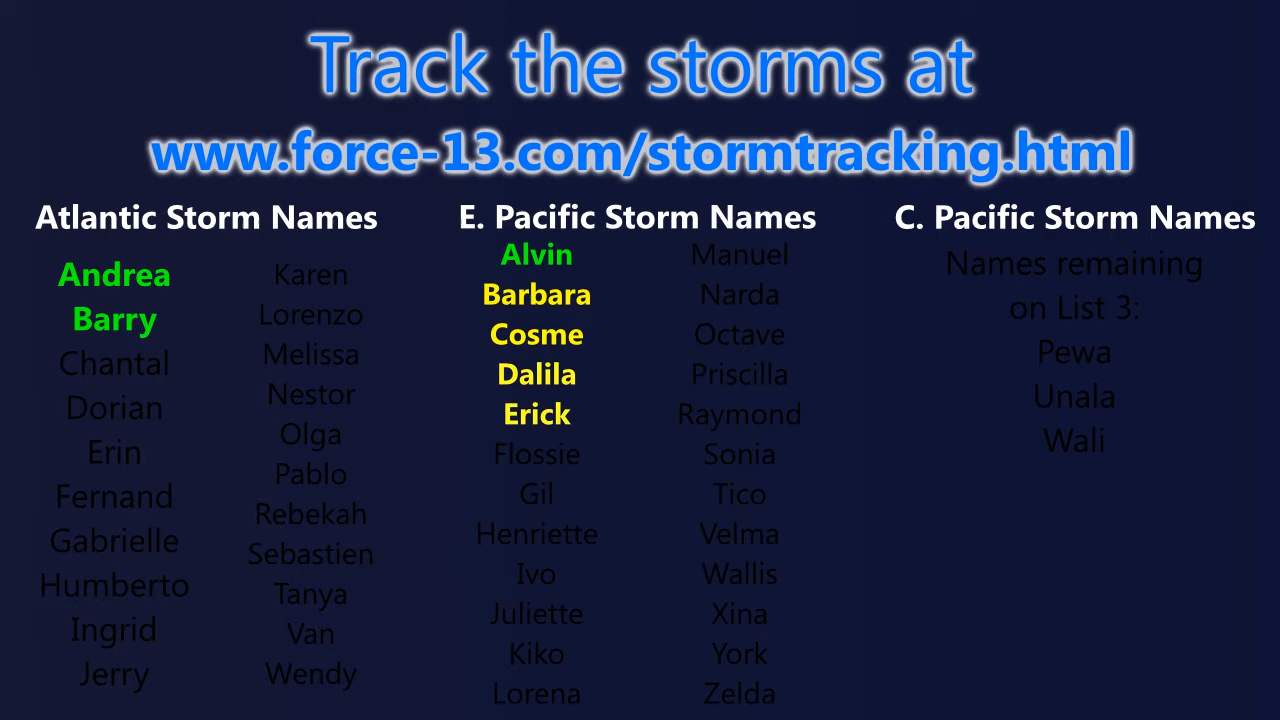 Track the storms at
www.force-13.com/stormtracking.html
Atlantic Storm Names
Andrea
Barry
Chantal
Dorian
Erin
Fernand
Gabrielle
Humberto
Ingrid
Jerry
Karen
Lorenzo
Melissa
Nestor
Olga
Pablo
Rebekah
Sebastien
Tanya
Van
Wendy
E. Pacific Storm Names
Alvin
Barbara
Cosme
Dalila
Erick
Flossie
Gil
Henriette
Ivo
Juliette
Kiko
Lorena
Manuel
Narda
Octave
Priscilla
Raymond
Sonia
Tico
Velma
Wallis
Xina
York
Zelda
C. Pacific Storm Names
Names remaining
on List 3:
Pewa
Unala
Wali